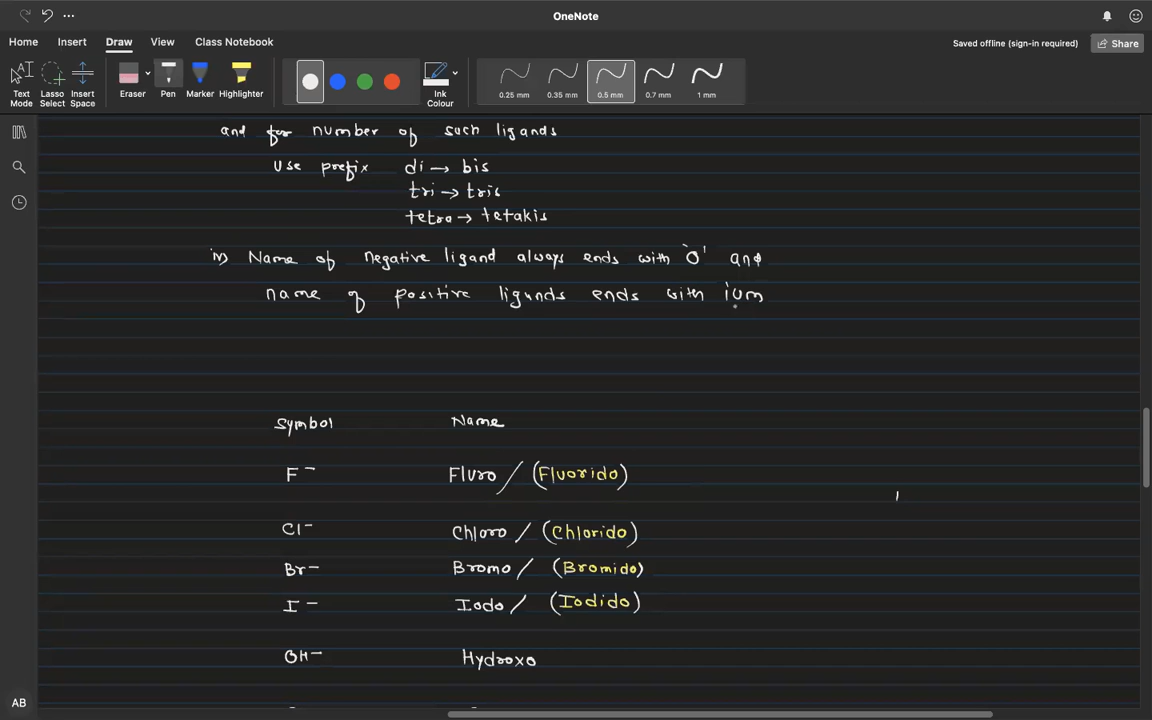 OneNote
Home Insert Draw View Class Notebook
Saved offline (sign-in required) Share
Text Mode Lasso Select Insert Space Eraser Pen Marker Highlighter Ink Colour 0.25 mm 0.35 mm 0.5 mm 0.7 mm 1 mm
and for number of such ligands
Use prefix di → bis
tri → tris
tetra → tetakis
iv) Name of negative ligand always ends with 'O' and
name of positive ligands ends with ium
Symbol Name
F⁻ Fluro / (Fluorido)
Cl⁻ Chloro / (Chlorido)
Br⁻ Bromo / (Bromido)
I⁻ Iodo / (Iodido)
OH⁻ Hydroxo
AB